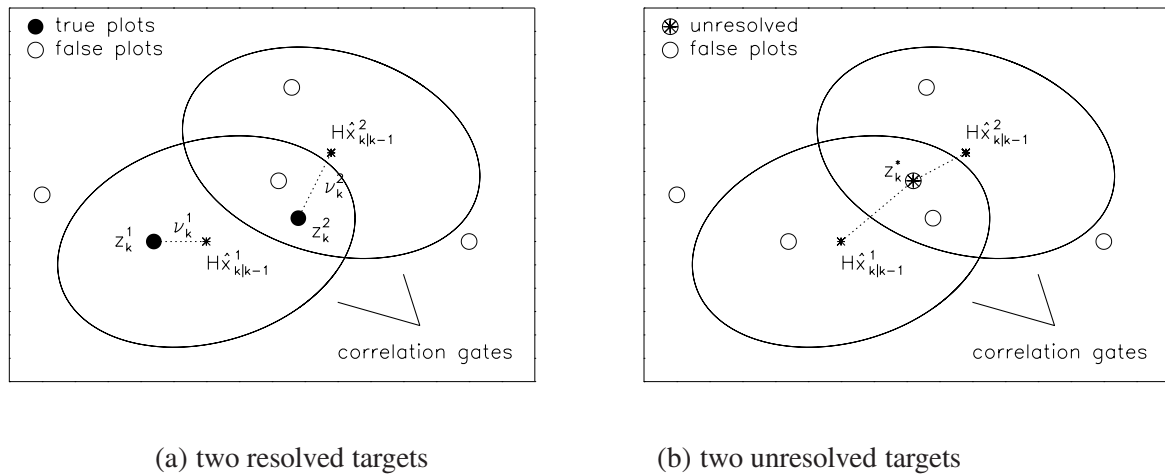 true plots
false plots
Hx̂²ₖ|ₖ₋₁
ν²ₖ
z¹ₖ
ν¹ₖ
z²ₖ
Hx̂¹ₖ|ₖ₋₁
correlation gates
(a) two resolved targets
unresolved
false plots
Hx̂²ₖ|ₖ₋₁
z*ₖ
Hx̂¹ₖ|ₖ₋₁
correlation gates
(b) two unresolved targets